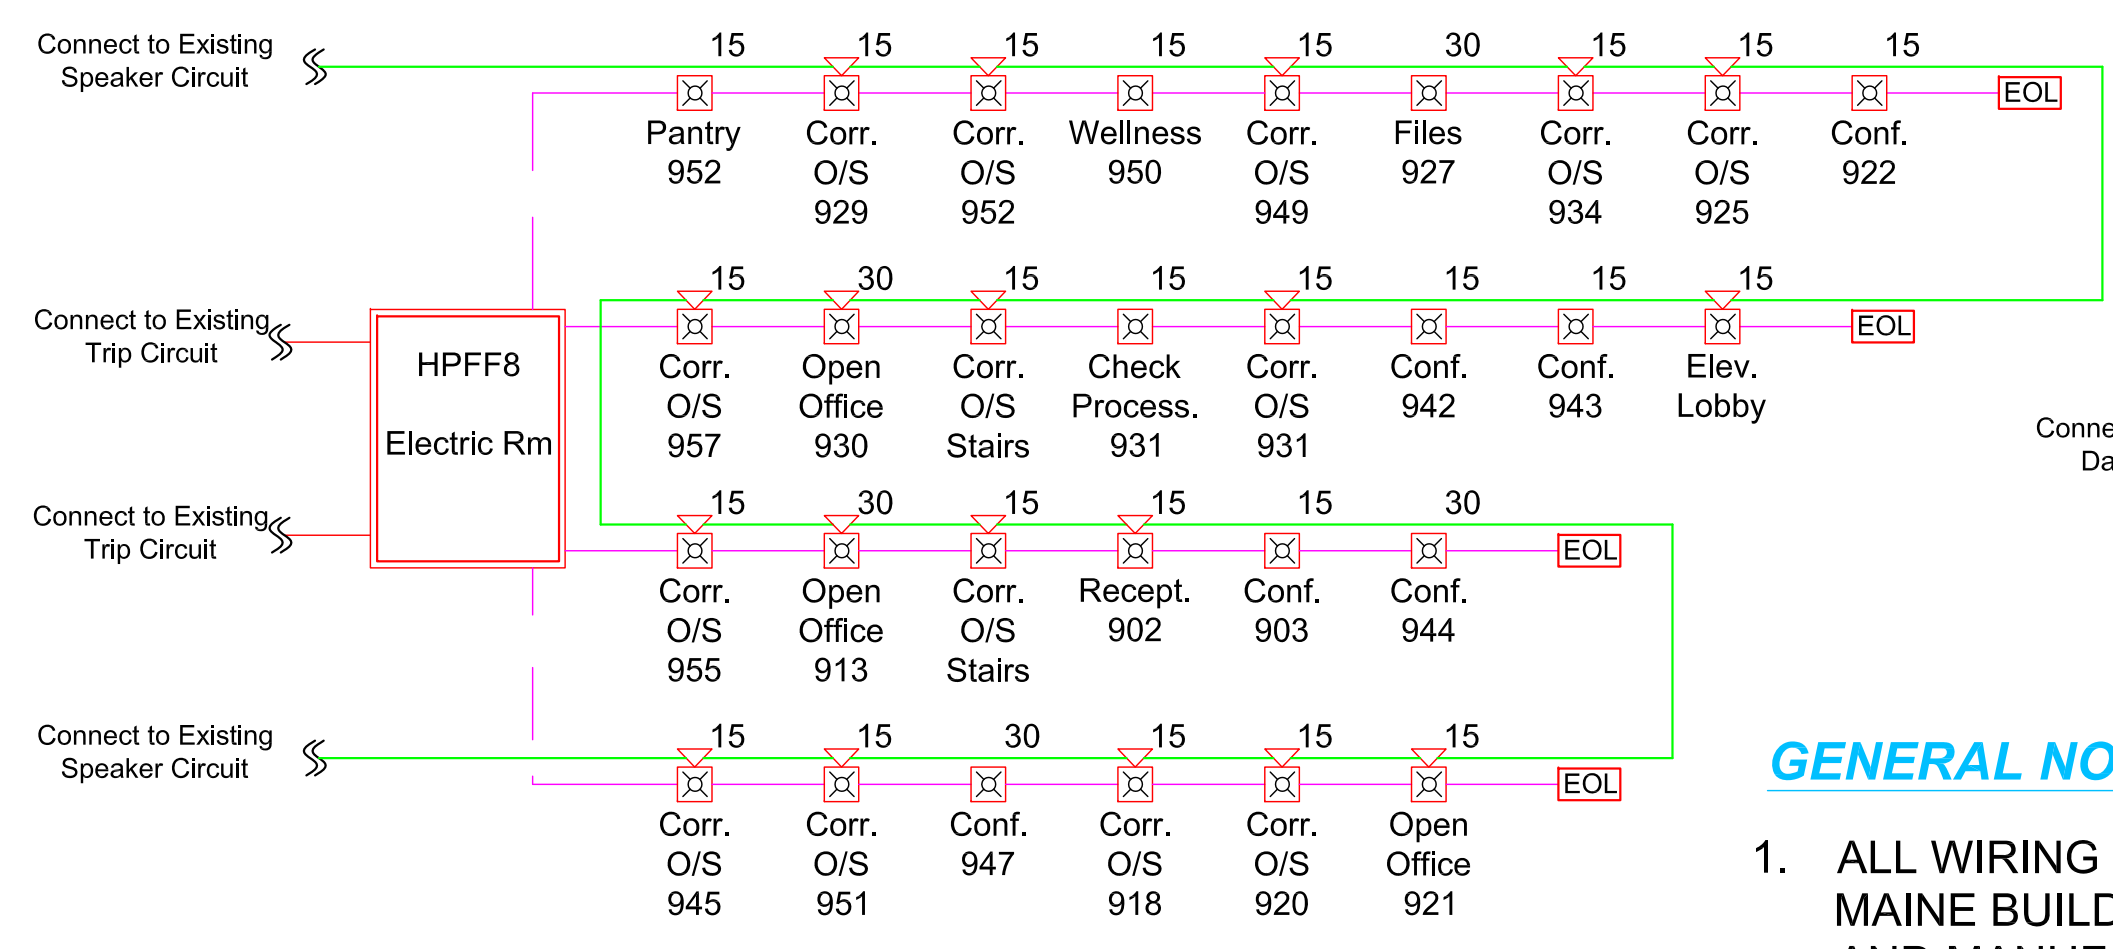 Connect to Existing
Speaker Circuit
15 15 15 15 15 30 15 15 15
EOL
Pantry
952
Corr.
O/S
929
Corr.
O/S
952
Wellness
950
Corr.
O/S
949
Files
927
Corr.
O/S
934
Corr.
O/S
925
Conf.
922
Connect to Existing
Trip Circuit
HPFF8
Electric Rm
15 30 15 15 15 15 15 15
EOL
Corr.
O/S
957
Open
Office
930
Corr.
O/S
Stairs
Check
Process.
931
Corr.
O/S
931
Conf.
942
Conf.
943
Elev.
Lobby
Conne
Da
Connect to Existing
Trip Circuit
15 30 15 15 15 30
EOL
Corr.
O/S
955
Open
Office
913
Corr.
O/S
Stairs
Recept.
902
Conf.
903
Conf.
944
Connect to Existing
Speaker Circuit
15 15 30 15 15 15
EOL
Corr.
O/S
945
Corr.
O/S
951
Conf.
947
Corr.
O/S
918
Corr.
O/S
920
Open
Office
921
GENERAL NO
1. ALL WIRING
MAINE BUILD